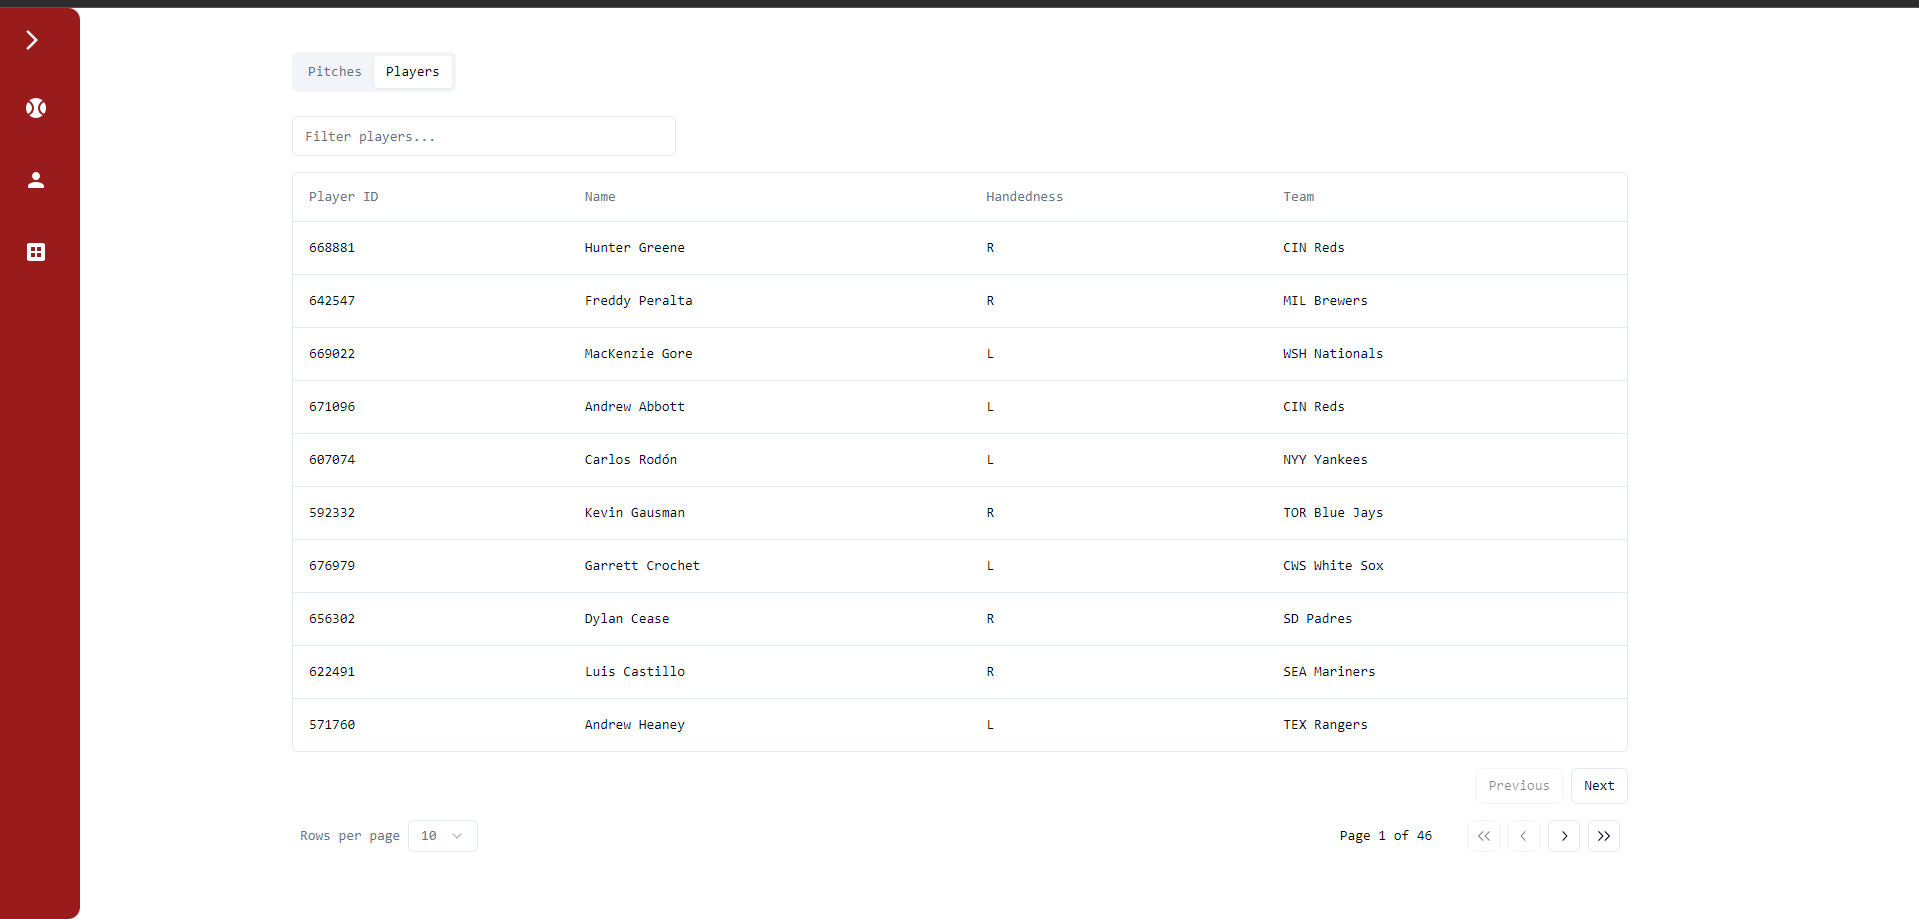 Pitches Players
Filter players...
Player ID Name Handedness Team
668881 Hunter Greene R CIN Reds
642547 Freddy Peralta R MIL Brewers
669022 MacKenzie Gore L WSH Nationals
671096 Andrew Abbott L CIN Reds
607074 Carlos Rodón L NYY Yankees
592332 Kevin Gausman R TOR Blue Jays
676979 Garrett Crochet L CWS White Sox
656302 Dylan Cease R SD Padres
622491 Luis Castillo R SEA Mariners
571760 Andrew Heaney L TEX Rangers
Previous Next
Rows per page 10 Page 1 of 46